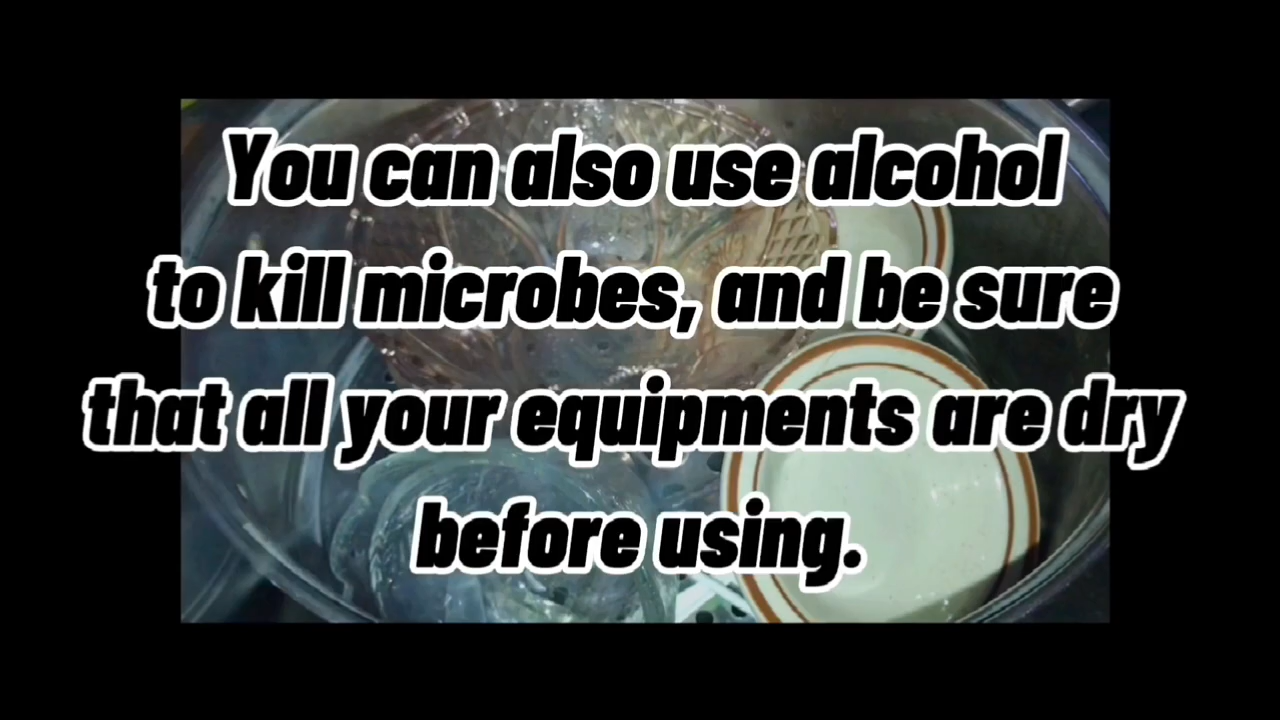 You can also use alcohol
to kill microbes, and be sure
that all your equipments are dry
before using.